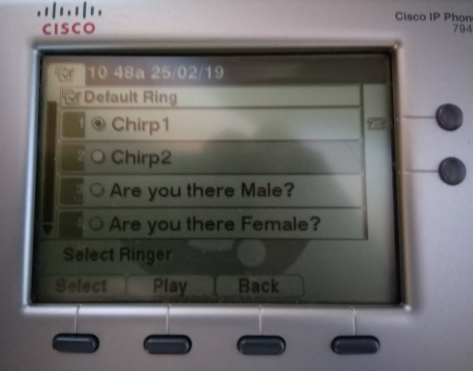 CISCO
Cisco IP Phon
794
10 48a 25/02/19
Default Ring
1 Chirp1
2 Chirp2
3 Are you there Male?
4 Are you there Female?
Select Ringer
Select Play Back